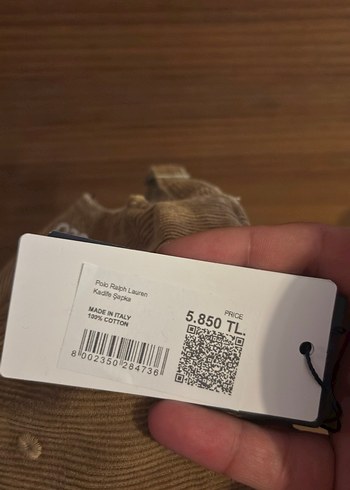 Polo Ralph Lauren
Kadife Şapka
MADE IN ITALY
100% COTTON
PRICE
5.850 TL.
8 002350 284736